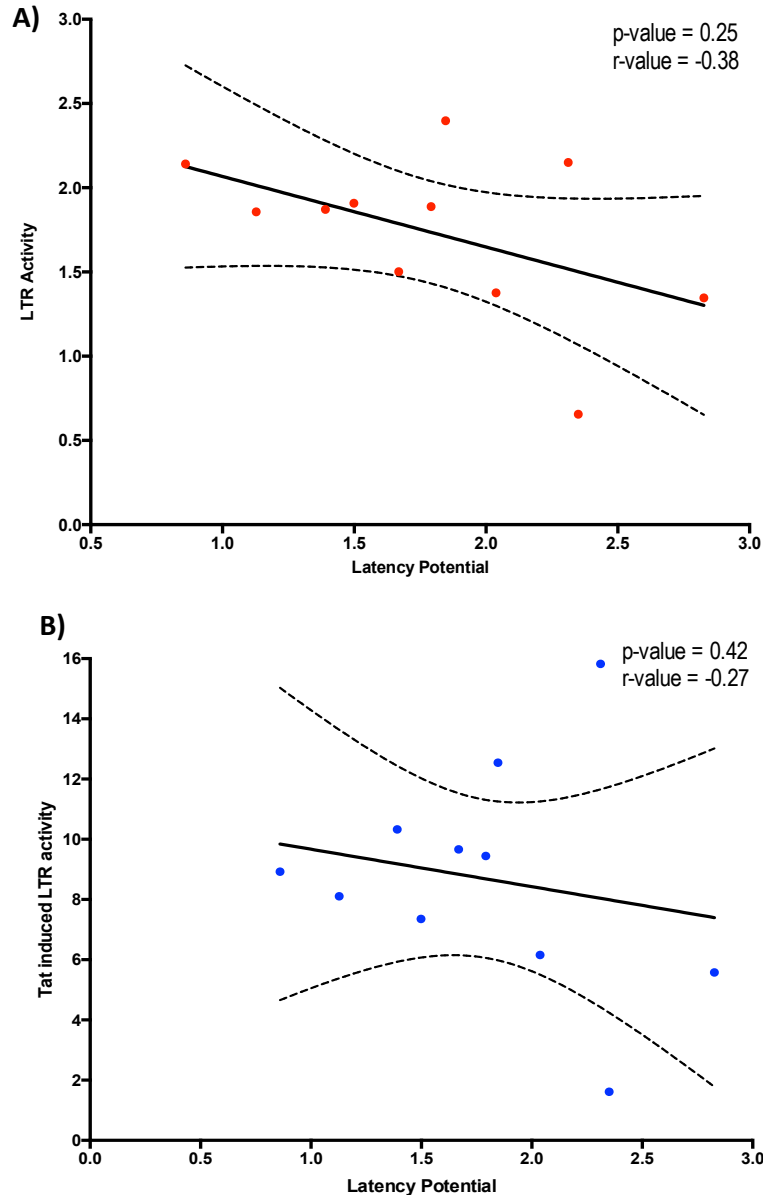 A)
p-value = 0.25
r-value = -0.38
3.0
2.5
2.0
1.5
1.0
0.5
0.0
LTR Activity
0.5 1.0 1.5 2.0 2.5 3.0
Latency Potential
B)
p-value = 0.42
r-value = -0.27
16
14
12
10
8
6
4
2
0
Tat induced LTR activity
0.0 0.5 1.0 1.5 2.0 2.5 3.0
Latency Potential